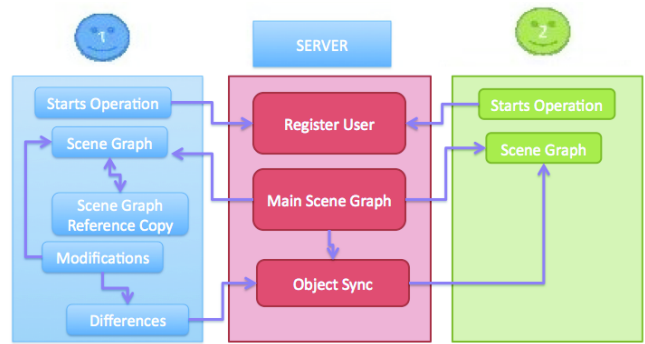 1
SERVER
2
Starts Operation
Scene Graph
Scene Graph
Reference Copy
Modifications
Differences
Register User
Main Scene Graph
Object Sync
Starts Operation
Scene Graph